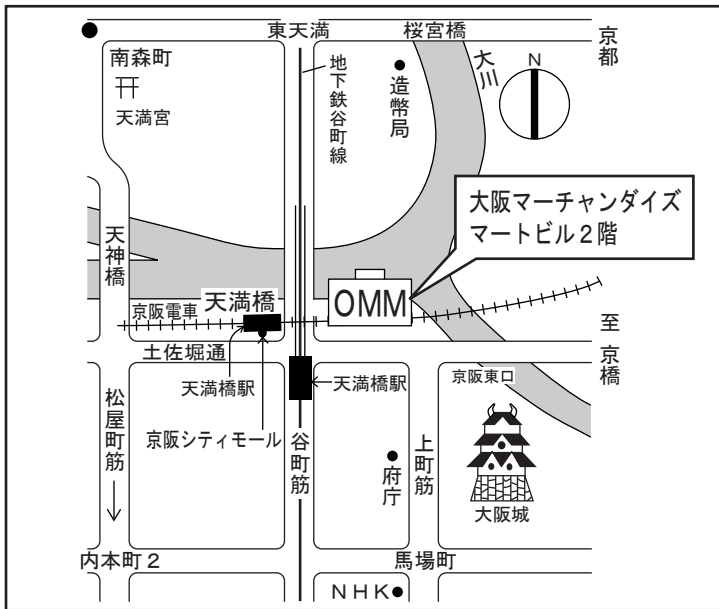 東天満
桜宮橋
京都
南森町
天満宮
地下鉄谷町線
造幣局
大川
N
大阪マーチャンダイズ
マートビル2階
天神橋
京阪電車
天満橋
OMM
至京橋
土佐堀通
天満橋駅
天満橋駅
京阪東口
松屋町筋
京阪シティモール
谷町筋
府庁
上町筋
大阪城
内本町2
馬場町
NHK